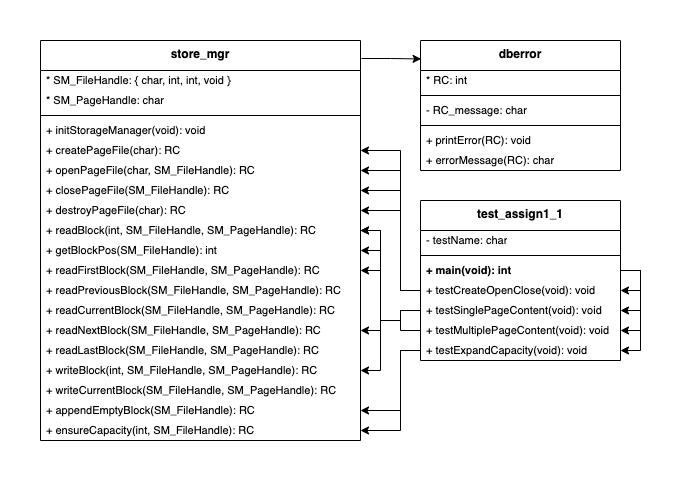 store_mgr
* SM_FileHandle: { char, int, int, void }
* SM_PageHandle: char
+ initStorageManager(void): void
+ createPageFile(char): RC
+ openPageFile(char, SM_FileHandle): RC
+ closePageFile(SM_FileHandle): RC
+ destroyPageFile(char): RC
+ readBlock(int, SM_FileHandle, SM_PageHandle): RC
+ getBlockPos(SM_FileHandle): int
+ readFirstBlock(SM_FileHandle, SM_PageHandle): RC
+ readPreviousBlock(SM_FileHandle, SM_PageHandle): RC
+ readCurrentBlock(SM_FileHandle, SM_PageHandle): RC
+ readNextBlock(SM_FileHandle, SM_PageHandle): RC
+ readLastBlock(SM_FileHandle, SM_PageHandle): RC
+ writeBlock(int, SM_FileHandle, SM_PageHandle): RC
+ writeCurrentBlock(SM_FileHandle, SM_PageHandle): RC
+ appendEmptyBlock(SM_FileHandle): RC
+ ensureCapacity(int, SM_FileHandle): RC
dberror
* RC: int
- RC_message: char
+ printError(RC): void
+ errorMessage(RC): char
test_assign1_1
- testName: char
+ main(void): int
+ testCreateOpenClose(void): void
+ testSinglePageContent(void): void
+ testMultiplePageContent(void): void
+ testExpandCapacity(void): void